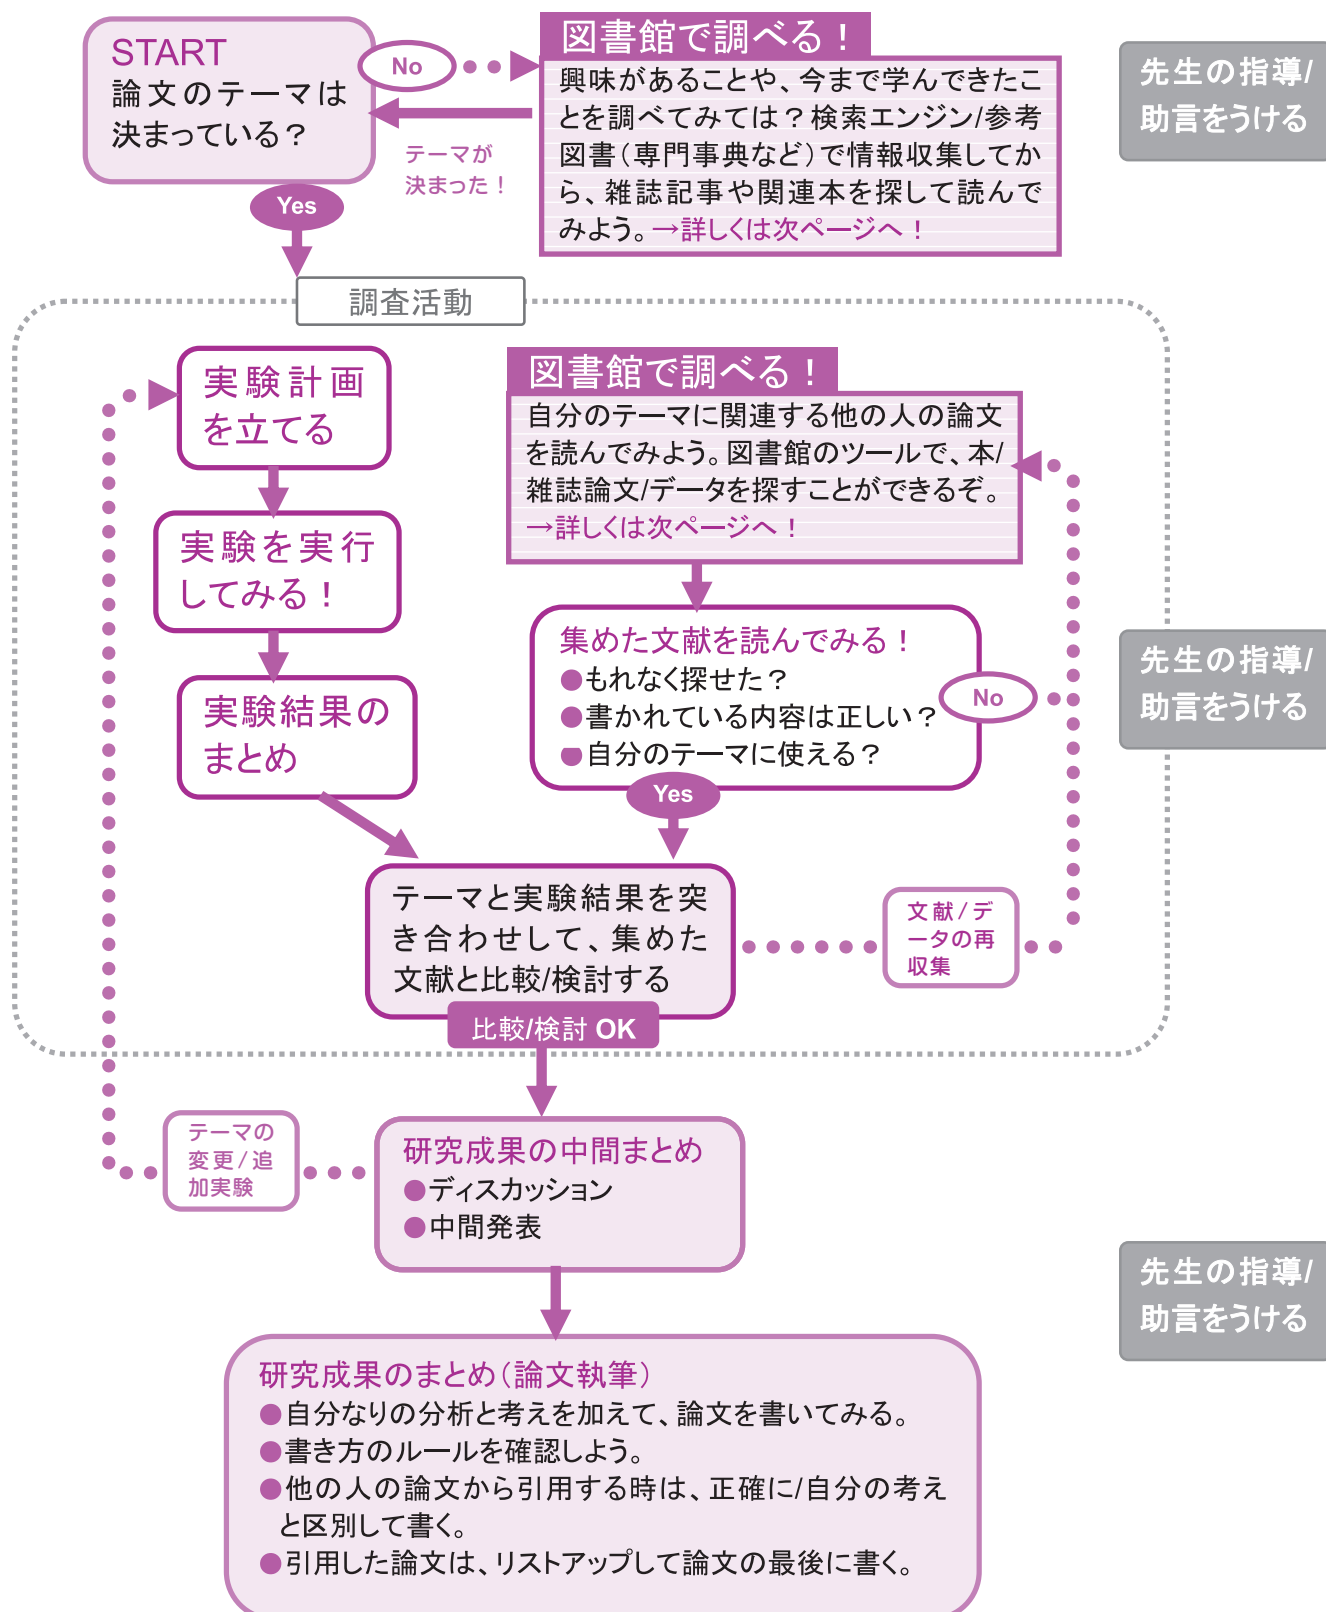 START
論文のテーマは
決まっている？
No
図書館で調べる！
興味があることや、今まで学んできたこ
とを調べてみては？検索エンジン/参考
図書（専門事典など）で情報収集してか
ら、雑誌記事や関連本を探して読んで
みよう。→詳しくは次ページへ！
テーマが
決まった！
Yes
先生の指導/
助言をうける
調査活動
実験計画
を立てる
実験を実行
してみる！
実験結果の
まとめ
図書館で調べる！
自分のテーマに関連する他の人の論文
を読んでみよう。図書館のツールで、本/
雑誌論文/データを探すことができるぞ。
→詳しくは次ページへ！
集めた文献を読んでみる！
●もれなく探せた？
●書かれている内容は正しい？
●自分のテーマに使える？
No
Yes
先生の指導/
助言をうける
テーマと実験結果を突
き合わせして、集めた
文献と比較/検討する
比較/検討 OK
文献/デ
ータの再
収集
テーマの
変更/追
加実験
研究成果の中間まとめ
●ディスカッション
●中間発表
先生の指導/
助言をうける
研究成果のまとめ（論文執筆）
●自分なりの分析と考えを加えて、論文を書いてみる。
●書き方のルールを確認しよう。
●他の人の論文から引用する時は、正確に/自分の考え
と区別して書く。
●引用した論文は、リストアップして論文の最後に書く。